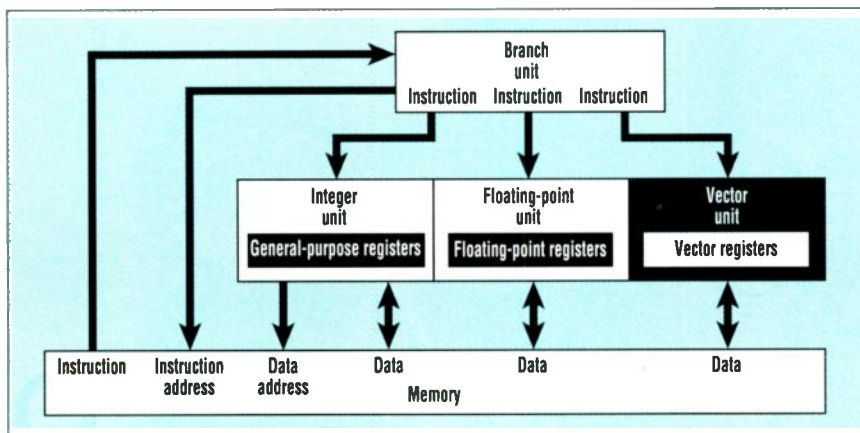 Branch
unit
Instruction Instruction Instruction
Integer
unit
General-purpose registers
Floating-point
unit
Floating-point registers
Vector
unit
Vector registers
Instruction
Instruction
address
Data
address
Data
Data
Data
Memory